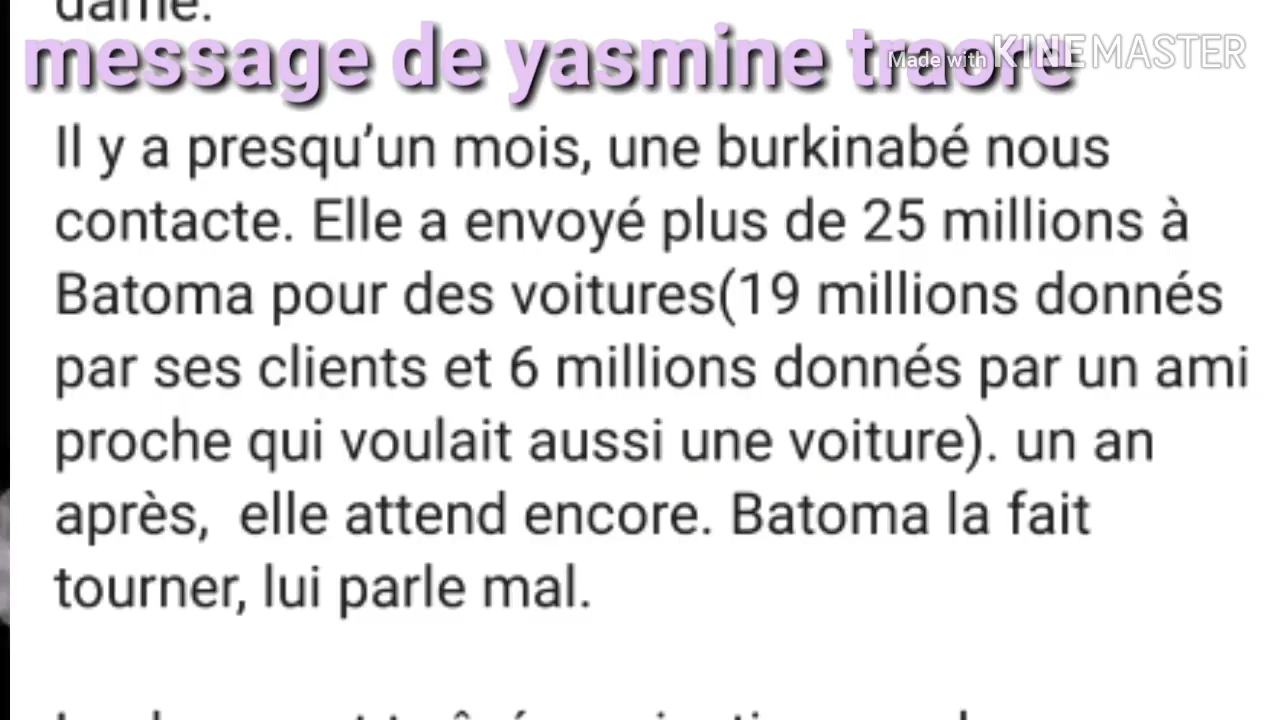 dame.
message de yasmine traore
Made with KINEMASTER
Il y a presqu’un mois, une burkinabé nous
contacte. Elle a envoyé plus de 25 millions à
Batoma pour des voitures(19 millions donnés
par ses clients et 6 millions donnés par un ami
proche qui voulait aussi une voiture). un an
après,  elle attend encore. Batoma la fait
tourner, lui parle mal.